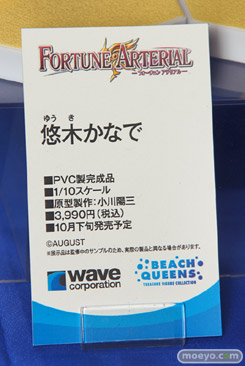 FORTUNE ARTERIAL
─フォーチュン アテリアル─
ゆうき
悠木かなで
■PVC製完成品
■1/10スケール
■原型製作:小川陽三
■3,990円(税込)
■10月下旬発売予定
©AUGUST
※展示品は監修中のサンプルのため、実際の製品と異なる場合があります。
wave
corporation
BEACH
QUEENS
TREASURE FIGURE COLLECTION
moeyo.com